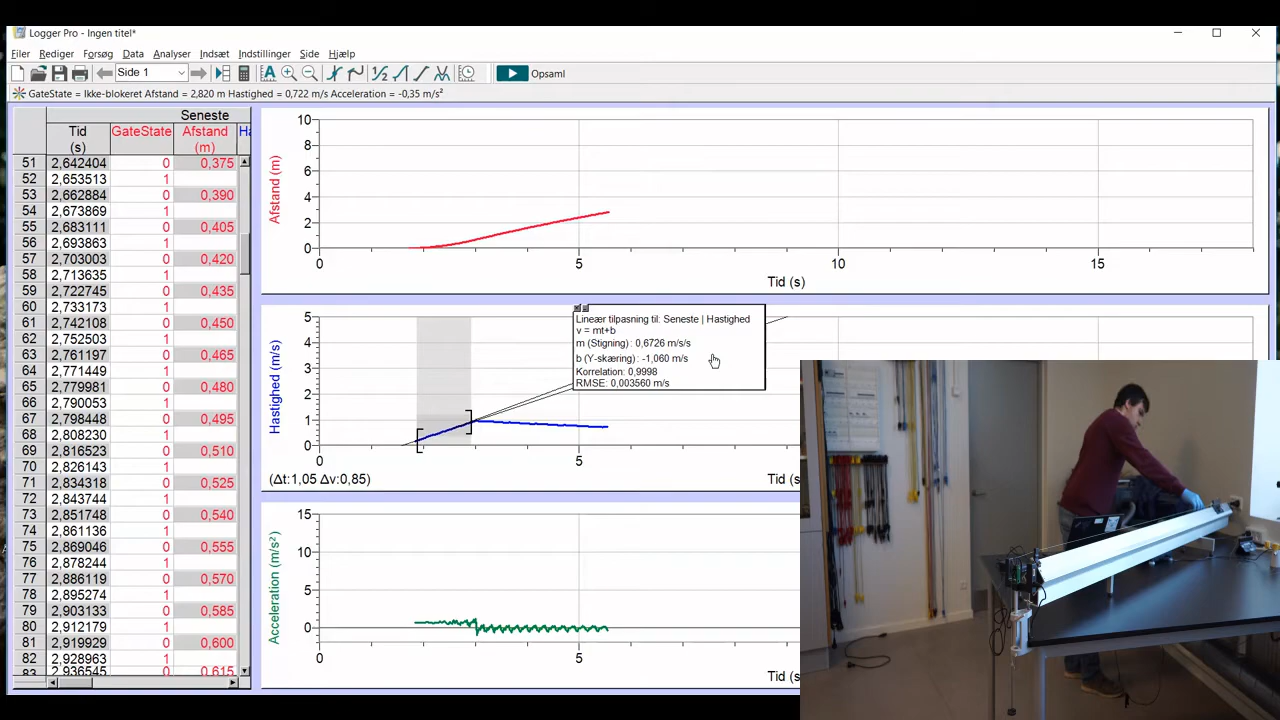 Logger Pro - Ingen titel*
Filer Rediger Forsøg Data Analyser Indsæt Indstillinger Side Hjælp
Side 1 Opsaml
GateState = Ikke-blokeret Afstand = 2,820 m Hastighed = 0,722 m/s Acceleration = -0,35 m/s²
Seneste
Tid GateState Afstand
(s) (m)
51 2,642404 0 0,375
52 2,653513 1
53 2,662884 0 0,390
54 2,673869 1
55 2,683111 0 0,405
56 2,693863 1
57 2,703003 0 0,420
58 2,713635 1
59 2,722745 0 0,435
60 2,733173 1
61 2,742108 0 0,450
62 2,752503 1
63 2,761197 0 0,465
64 2,771449 1
65 2,779981 0 0,480
66 2,790053 1
67 2,798448 0 0,495
68 2,808230 1
69 2,816523 0 0,510
70 2,826143 1
71 2,834318 0 0,525
72 2,843744 1
73 2,851748 0 0,540
74 2,861136 1
75 2,869046 0 0,555
76 2,878244 1
77 2,886119 0 0,570
78 2,895274 1
79 2,903133 0 0,585
80 2,912179 1
81 2,919929 0 0,600
82 2,928963 1
83 2,936545 0 0,615
Afstand (m)
10
8
6
4
2
0
0 5 10 15
Tid (s)
Hastighed (m/s)
5
4
3
2
1
0
0 5
(Δt:1,05 Δv:0,85)
Tid (s)
Lineær tilpasning til: Seneste | Hastighed
v = mt+b
m (Stigning): 0,6726 m/s/s
b (Y-skæring): -1,060 m/s
Korrelation: 0,9998
RMSE: 0,003560 m/s
Acceleration (m/s²)
15
10
5
0
0 5
Tid (s)